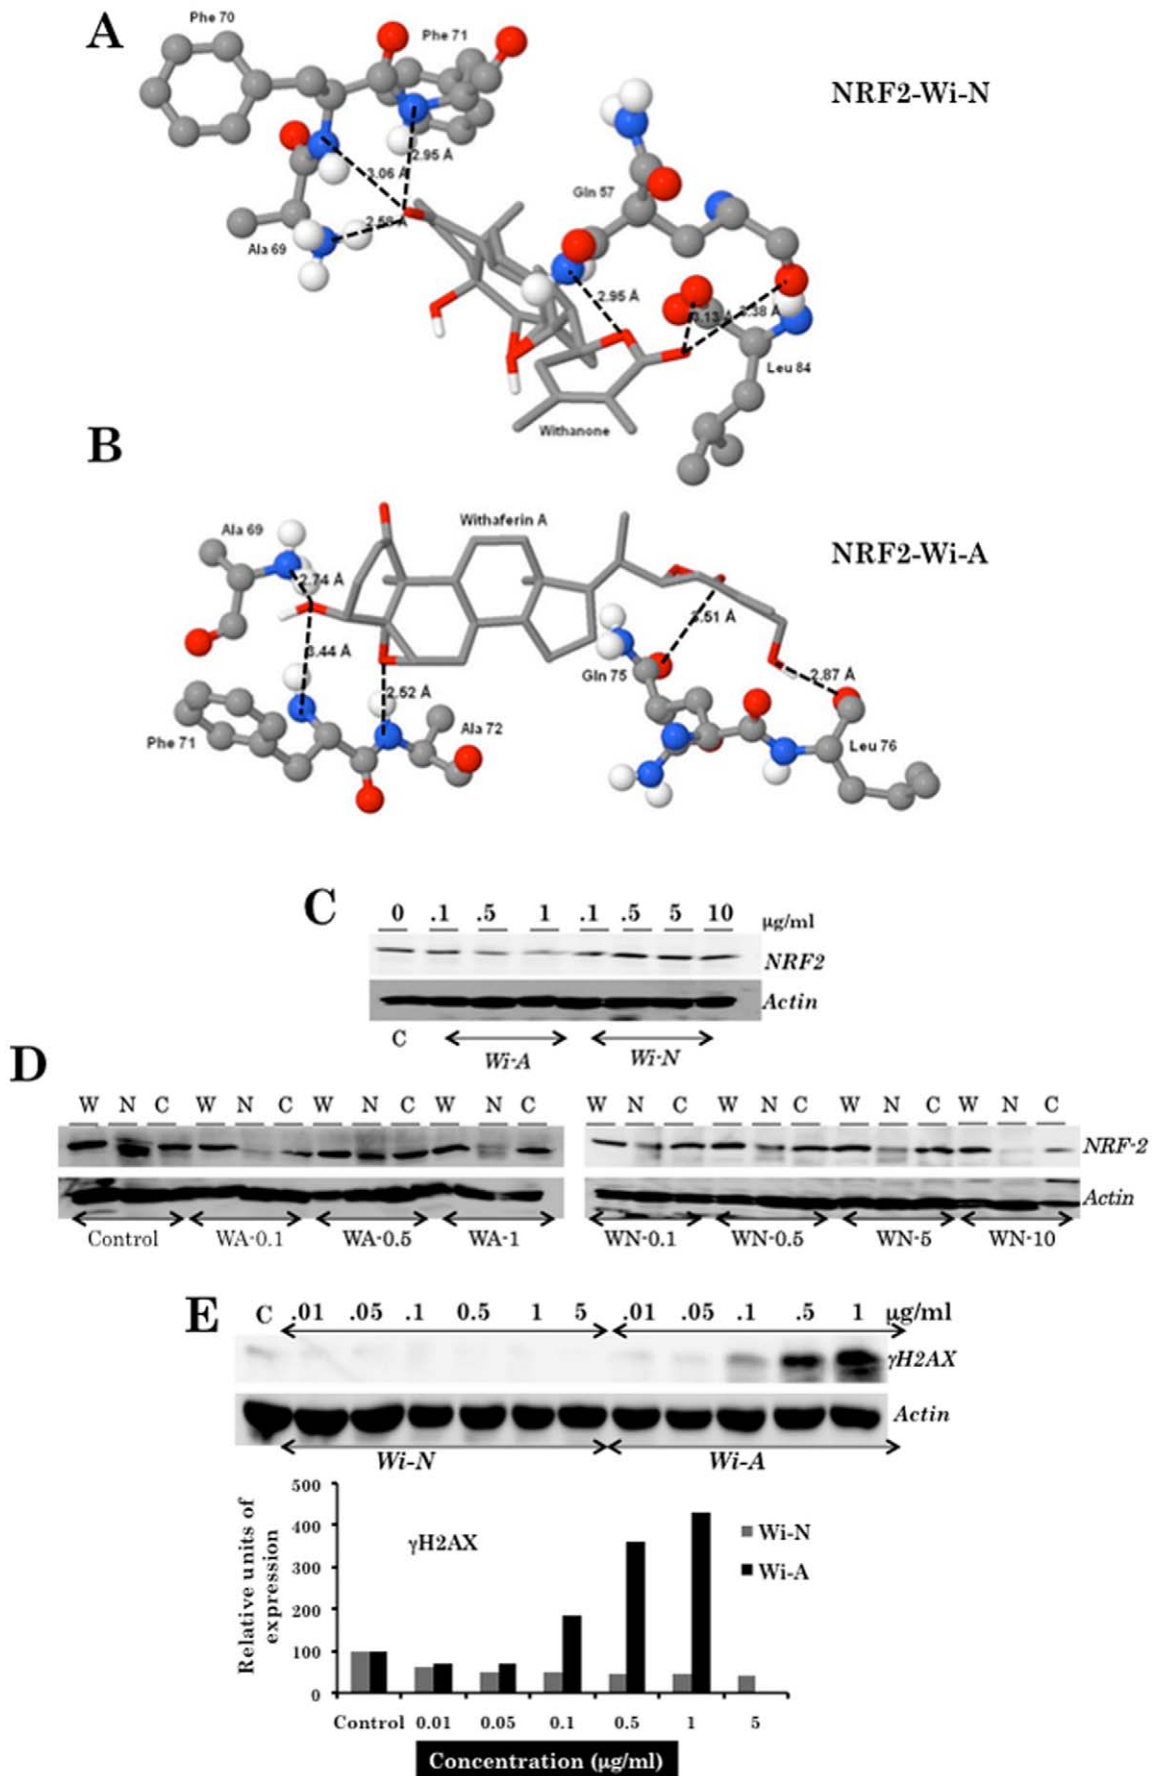 A
Phe 70
Phe 71
NRF2-Wi-N
2.95 Å
3.06 Å
Gln 57
Ala 69
2.95 Å
3.13 Å
3.38 Å
Leu 84
Withanone
B
Ala 69
Withaferin A
NRF2-Wi-A
2.74 Å
3.51 Å
3.44 Å
Gln 75
2.87 Å
2.52 Å
Phe 71
Ala 72
Leu 76
C
0 .1 .5 1 .1 .5 5 10 µg/ml
NRF2
Actin
C Wi-A Wi-N
D
W N C W N C W N C W N C W N C W N C W N C W N C
NRF-2
Actin
Control WA-0.1 WA-0.5 WA-1 WN-0.1 WN-0.5 WN-5 WN-10
E
C .01 .05 .1 0.5 1 5 .01 .05 .1 .5 1 µg/ml
γH2AX
Actin
Wi-N Wi-A
Relative units of
expression
500
400
300
200
100
0
γH2AX
Wi-N
Wi-A
Control 0.01 0.05 0.1 0.5 1 5
Concentration (µg/ml)